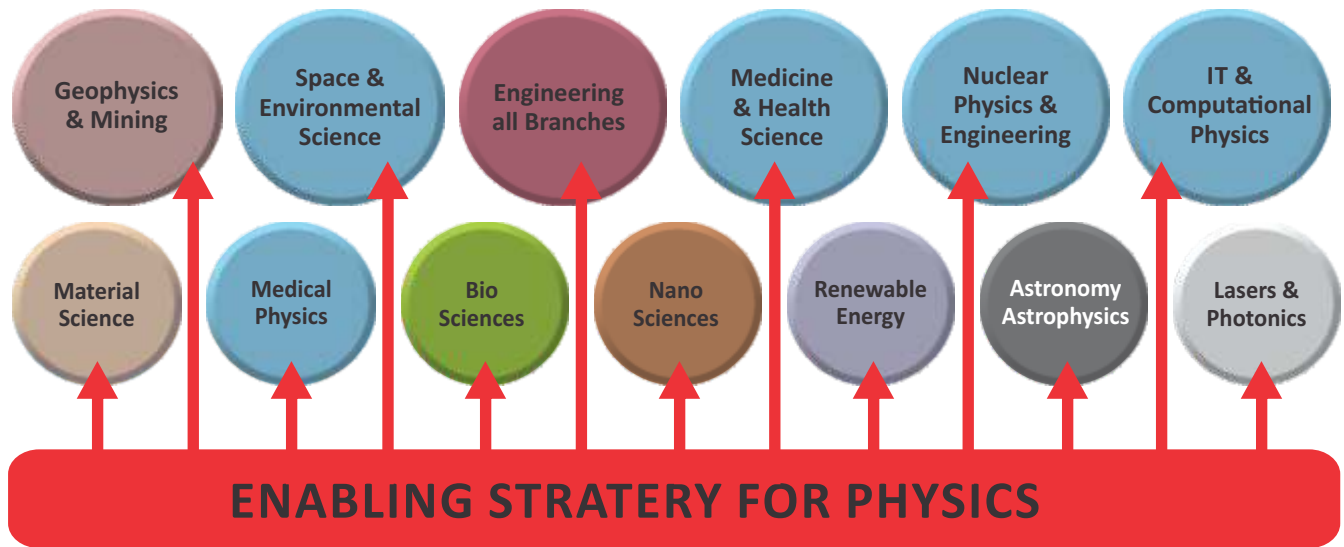 Geophysics
& Mining
Space &
Environmental
Science
Engineering
all Branches
Medicine
& Health
Science
Nuclear
Physics &
Engineering
IT &
Computational
Physics
Material
Science
Medical
Physics
Bio
Sciences
Nano
Sciences
Renewable
Energy
Astronomy
Astrophysics
Lasers &
Photonics
ENABLING STRATERY FOR PHYSICS